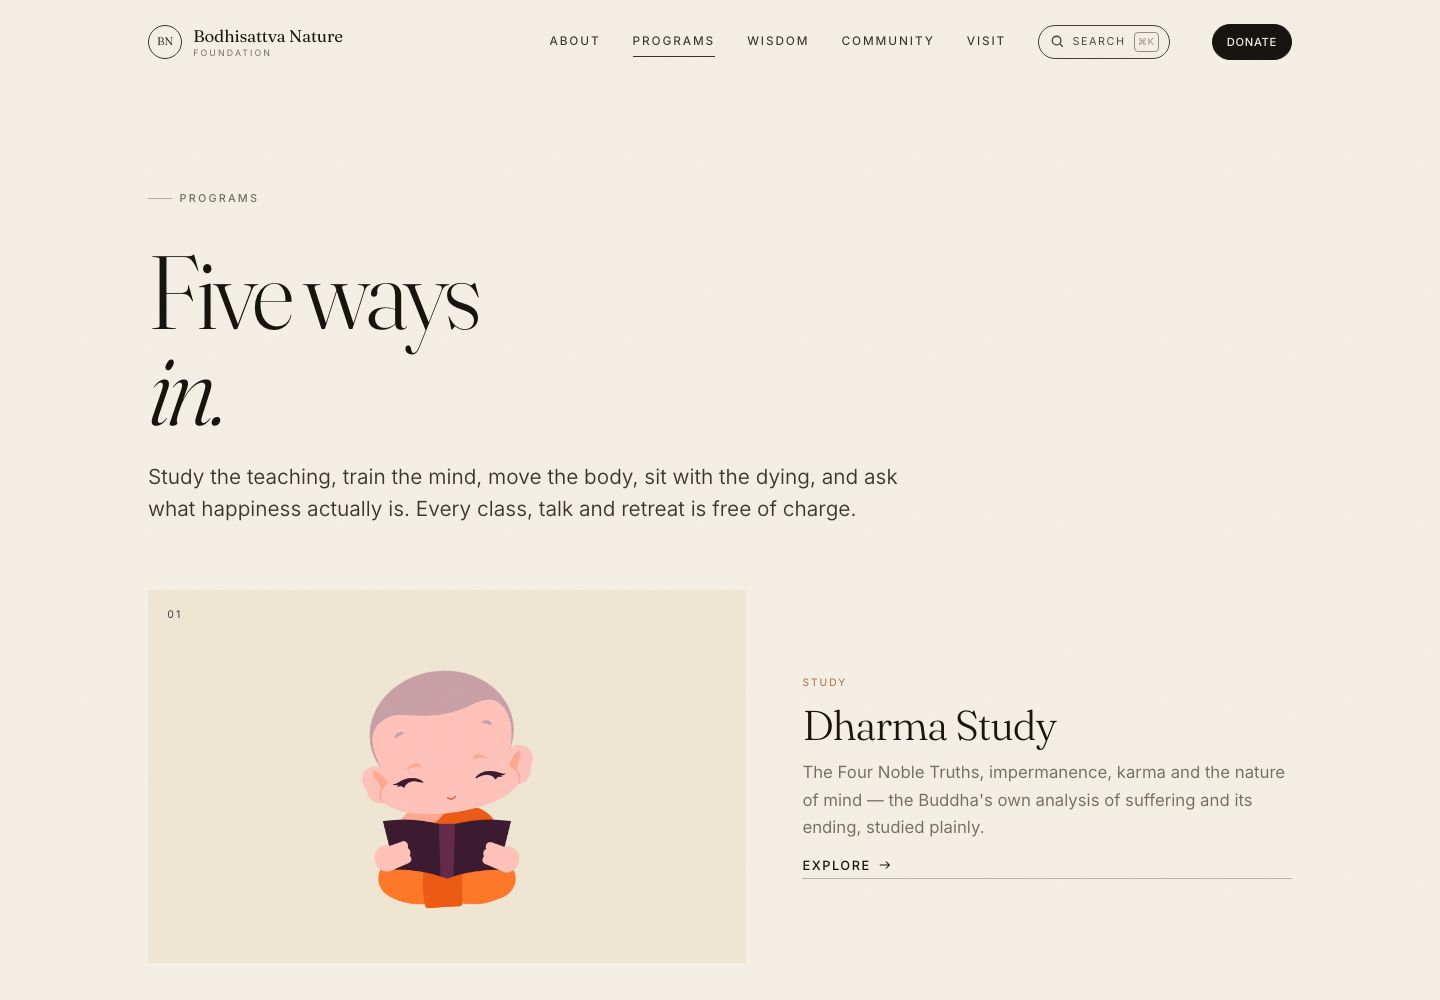 BN
Bodhisattva Nature
FOUNDATION
ABOUT PROGRAMS WISDOM COMMUNITY VISIT SEARCH ⌘K DONATE
PROGRAMS
Five ways
in.
Study the teaching, train the mind, move the body, sit with the dying, and ask
what happiness actually is. Every class, talk and retreat is free of charge.
01
STUDY
Dharma Study
The Four Noble Truths, impermanence, karma and the nature
of mind — the Buddha's own analysis of suffering and its
ending, studied plainly.
EXPLORE →